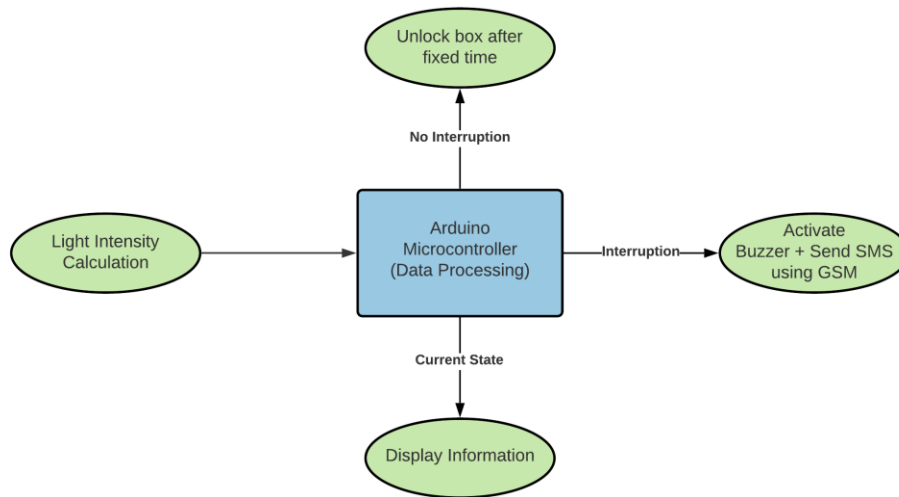 Unlock box after
fixed time
No Interruption
Light Intensity
Calculation
Arduino
Microcontroller
(Data Processing)
Interruption
Activate
Buzzer + Send SMS
using GSM
Current State
Display Information